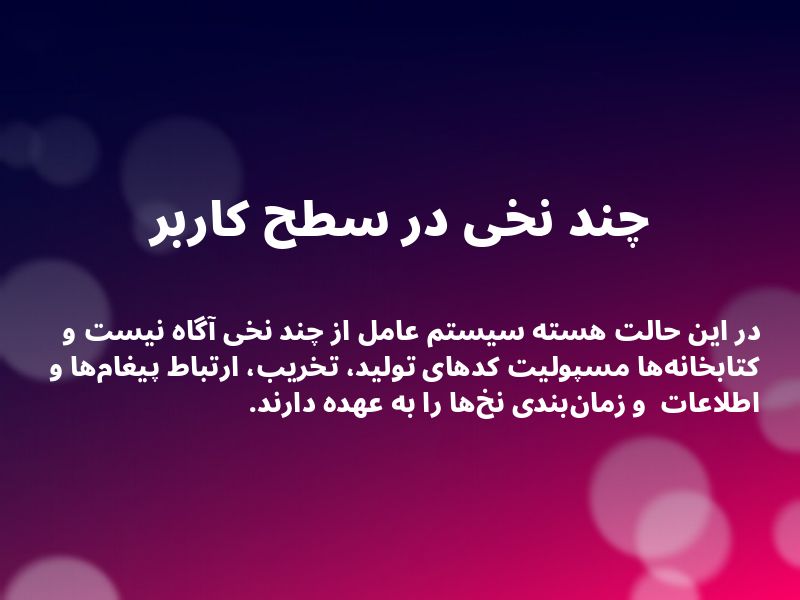 چند نخی در سطح کاربر
در این حالت هسته سیستم عامل از چند نخی آگاه نیست و
کتابخانه‌ها مسپولیت کدهای تولید، تخریب، ارتباط پیغام‌ها و
اطلاعات و زمان‌بندی نخ‌ها را به عهده دارند.